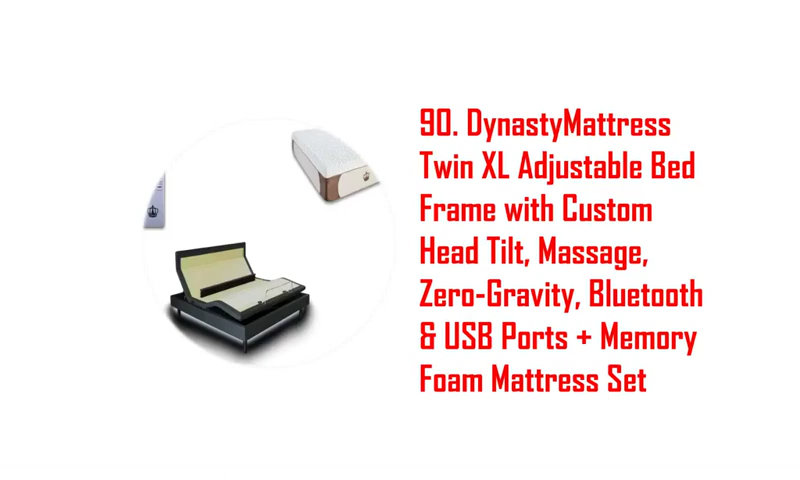 90. DynastyMattress
Twin XL Adjustable Bed
Frame with Custom
Head Tilt, Massage,
Zero-Gravity, Bluetooth
& USB Ports + Memory
Foam Mattress Set